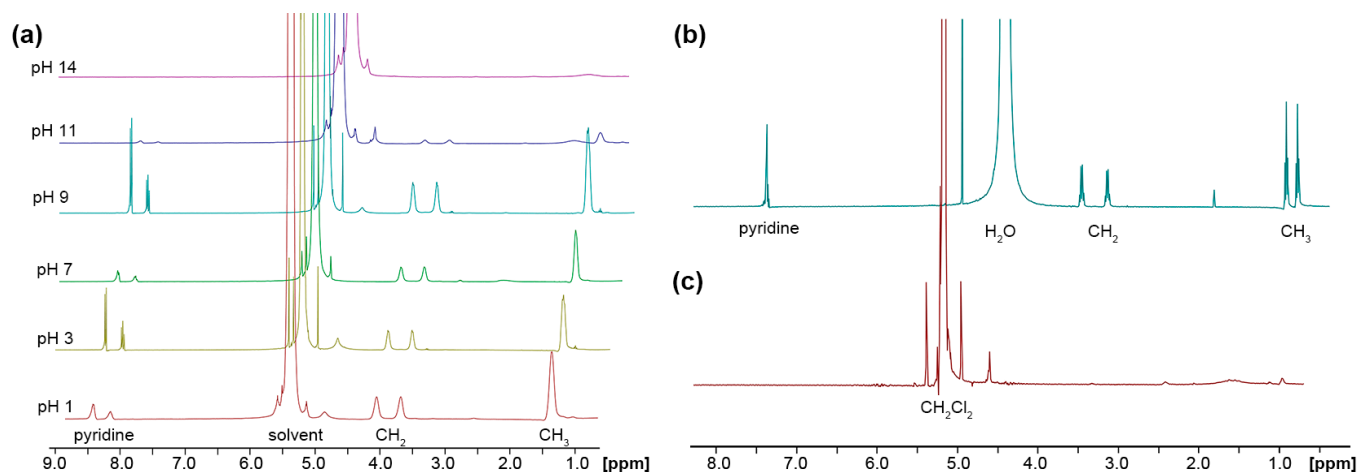 (a)
pH 14
pH 11
pH 9
pH 7
pH 3
pH 1
pyridine solvent CH₂ CH₃
9.0 8.0 7.0 6.0 5.0 4.0 3.0 2.0 1.0 [ppm]
(b)
pyridine H₂O CH₂ CH₃
(c)
CH₂Cl₂
8.0 7.0 6.0 5.0 4.0 3.0 2.0 1.0 [ppm]